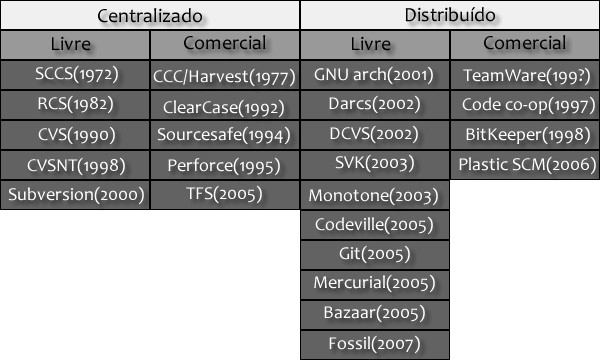 Centralizado Distribuído
Livre Comercial Livre Comercial
SCCS(1972) CCC/Harvest(1977) GNU arch(2001) TeamWare(199?)
RCS(1982) ClearCase(1992) Darcs(2002) Code co-op(1997)
CVS(1990) Sourcesafe(1994) DCVS(2002) BitKeeper(1998)
CVSNT(1998) Perforce(1995) SVK(2003) Plastic SCM(2006)
Subversion(2000) TFS(2005) Monotone(2003)
Codeville(2005)
Git(2005)
Mercurial(2005)
Bazaar(2005)
Fossil(2007)